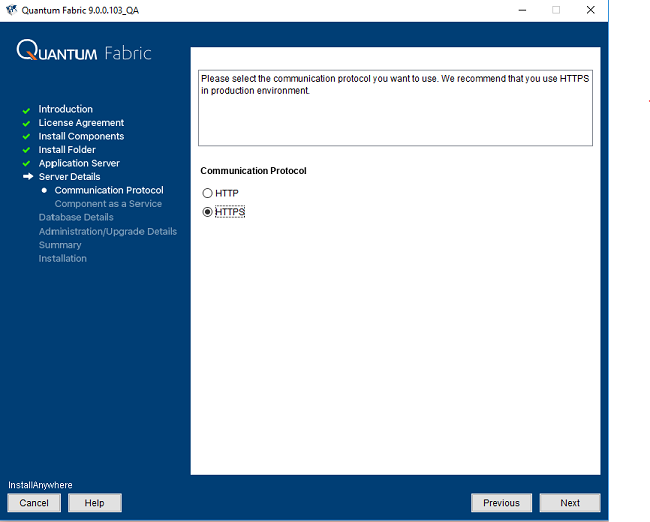 Quantum Fabric 9.0.0.103_QA
QUANTUM Fabric
Introduction
License Agreement
Install Components
Install Folder
Application Server
Server Details
Communication Protocol
Component as a Service
Database Details
Administration/Upgrade Details
Summary
Installation
Please select the communication protocol you want to use. We recommend that you use HTTPS
in production environment.
Communication Protocol
HTTP
HTTPS
InstallAnywhere
Cancel Help Previous Next